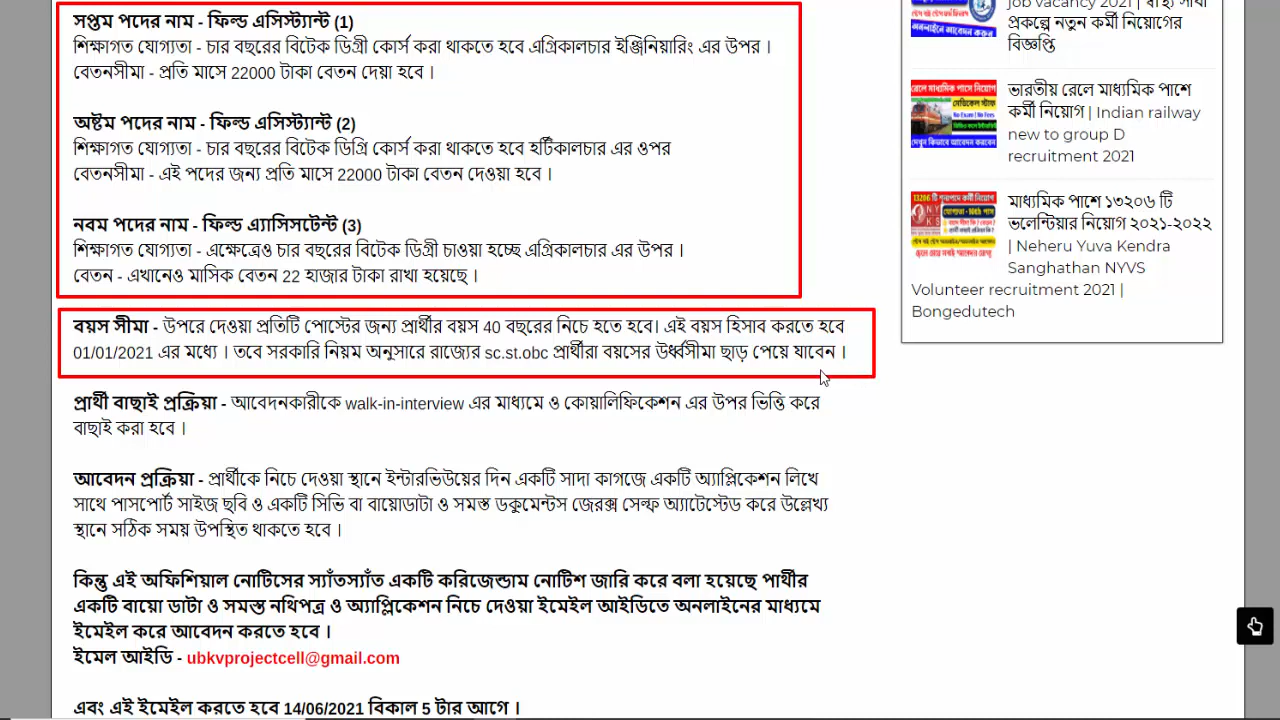 সপ্তম পদের নাম - ফিল্ড এসিস্ট্যান্ট (1)
শিক্ষাগত যোগ্যতা - চার বছরের বিটেক ডিগ্রী কোর্স করা থাকতে হবে এগ্রিকালচার ইঞ্জিনিয়ারিং এর উপর ।
বেতনসীমা - প্রতি মাসে 22000 টাকা বেতন দেয়া হবে ।
অষ্টম পদের নাম - ফিল্ড এসিস্ট্যান্ট (2)
শিক্ষাগত যোগ্যতা - চার বছরের বিটেক ডিগ্রি কোর্স করা থাকতে হবে হর্টিকালচার এর ওপর
বেতনসীমা - এই পদের জন্য প্রতি মাসে 22000 টাকা বেতন দেওয়া হবে ।
নবম পদের নাম - ফিল্ড এ্যাসিসটেন্ট (3)
শিক্ষাগত যোগ্যতা - এক্ষেত্রেও চার বছরের বিটেক ডিগ্রী চাওয়া হচ্ছে এগ্রিকালচার এর উপর ।
বেতন - এখানেও মাসিক বেতন 22 হাজার টাকা রাখা হয়েছে ।
বয়স সীমা - উপরে দেওয়া প্রতিটি পোস্টের জন্য প্রার্থীর বয়স 40 বছরের নিচে হতে হবে। এই বয়স হিসাব করতে হবে
01/01/2021 এর মধ্যে । তবে সরকারি নিয়ম অনুসারে রাজ্যের sc.st.obc প্রার্থীরা বয়সের উর্ধ্বসীমা ছাড় পেয়ে যাবেন ।
প্রার্থী বাছাই প্রক্রিয়া - আবেদনকারীকে walk-in-interview এর মাধ্যমে ও কোয়ালিফিকেশন এর উপর ভিত্তি করে
বাছাই করা হবে ।
আবেদন প্রক্রিয়া - প্রার্থীকে নিচে দেওয়া স্থানে ইন্টারভিউয়ের দিন একটি সাদা কাগজে একটি অ্যাপ্লিকেশন লিখে
সাথে পাসপোর্ট সাইজ ছবি ও একটি সিভি বা বায়োডাটা ও সমস্ত ডকুমেন্টস জেরক্স সেল্ফ অ্যাটেস্টেড করে উল্লেখ্য
স্থানে সঠিক সময় উপস্থিত থাকতে হবে ।
কিন্তু এই অফিশিয়াল নোটিসের স্যাঁতস্যাঁত একটি করিজেন্ডাম নোটিশ জারি করে বলা হয়েছে পার্থীর
একটি বায়ো ডাটা ও সমস্ত নথিপত্র ও অ্যাপ্লিকেশন নিচে দেওয়া ইমেইল আইডিতে অনলাইনের মাধ্যমে
ইমেইল করে আবেদন করতে হবে ।
ইমেল আইডি - ubkvprojectcell@gmail.com
এবং এই ইমেইল করতে হবে 14/06/2021 বিকাল 5 টার আগে ।
প্রকল্পে নতুন কর্মী নিয়োগের
বিজ্ঞপ্তি
ভারতীয় রেলে মাধ্যমিক পাশে
কর্মী নিয়োগ | Indian railway
new to group D
recruitment 2021
মাধ্যমিক পাশে ১৩২০৬ টি
ভলেন্টিয়ার নিয়োগ ২০২১-২০২২
| Neheru Yuva Kendra
Sanghathan NYVS
Volunteer recruitment 2021 |
Bongedutech